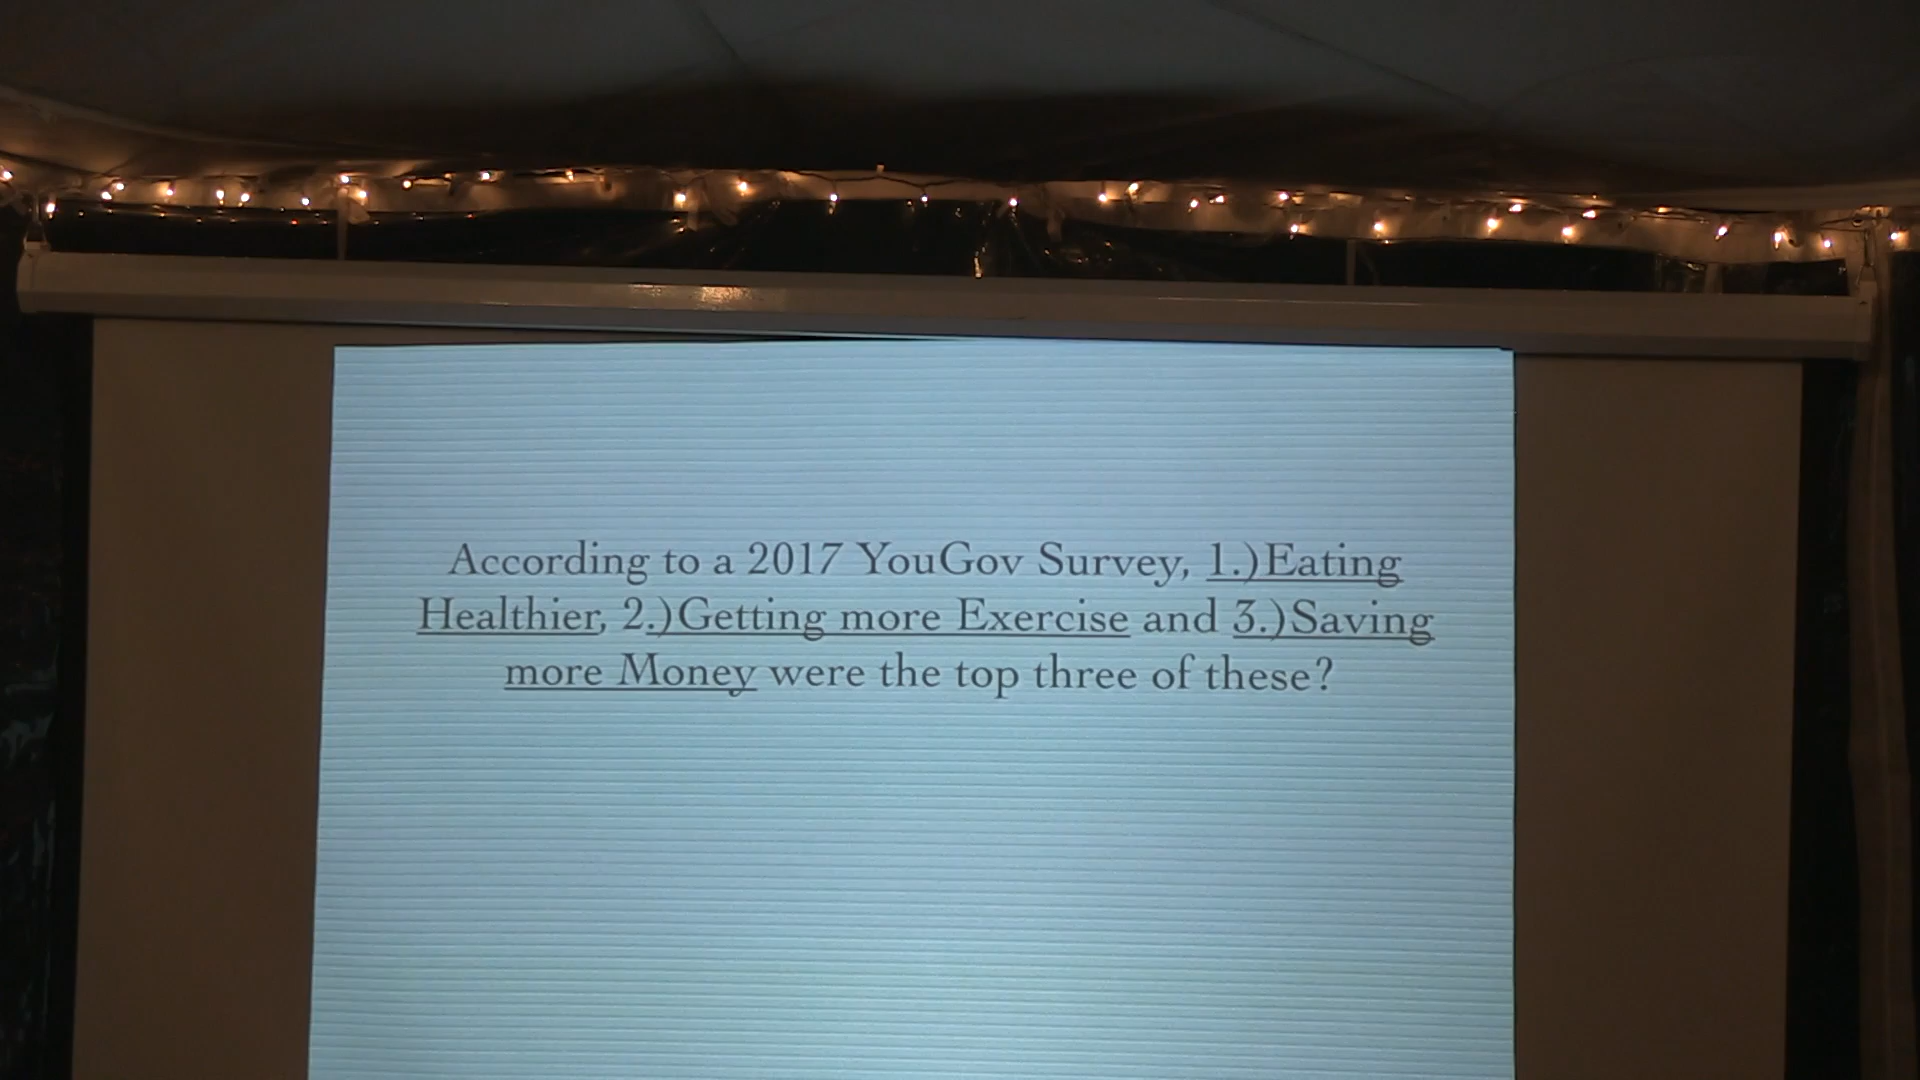 According to a 2017 YouGov Survey, 1.)Eating
Healthier, 2.)Getting more Exercise and 3.)Saving
more Money were the top three of these?